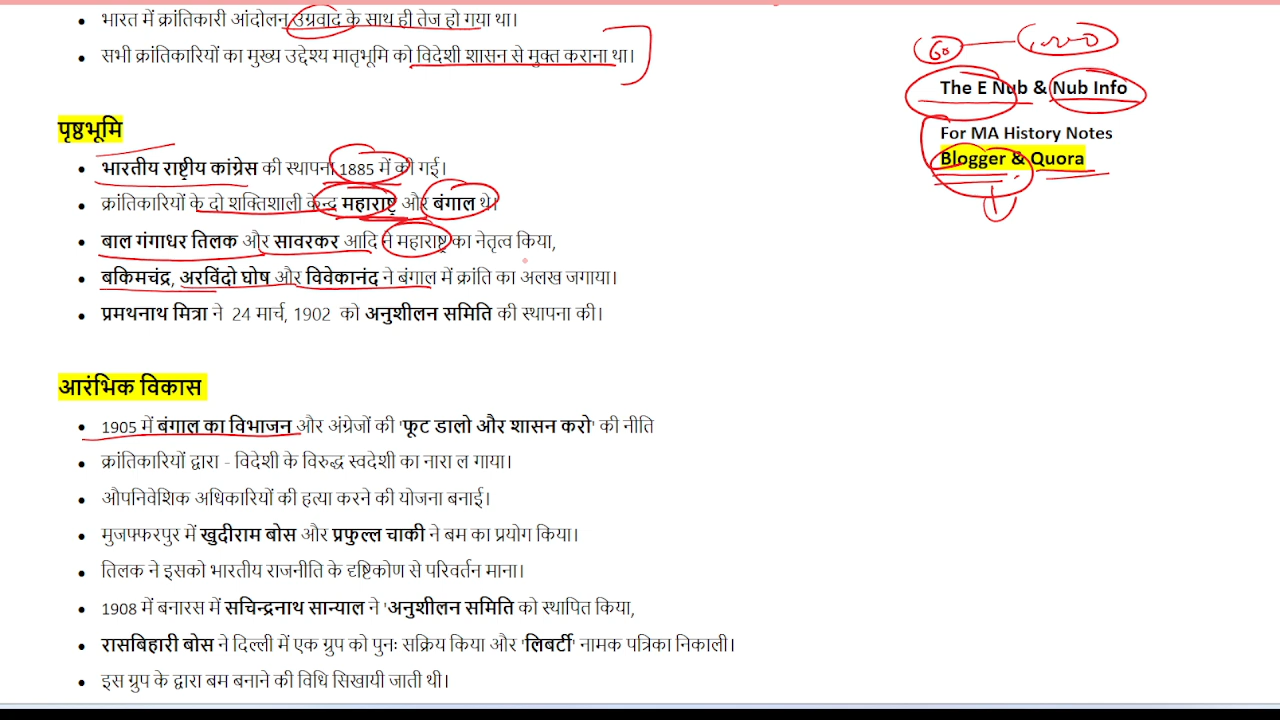 भारत में क्रांतिकारी आंदोलन उग्रवाद के साथ ही तेज हो गया था।
सभी क्रांतिकारियों का मुख्य उद्देश्य मातृभूमि को विदेशी शासन से मुक्त कराना था।
The E Nub & Nub Info
For MA History Notes
Blogger & Quora
पृष्ठभूमि
भारतीय राष्ट्रीय कांग्रेस की स्थापना 1885 में की गई।
क्रांतिकारियों के दो शक्तिशाली केन्द्र महाराष्ट्र और बंगाल थे।
बाल गंगाधर तिलक और सावरकर आदि ने महाराष्ट्र का नेतृत्व किया,
बकिमचंद्र, अरविंदो घोष और विवेकानंद ने बंगाल में क्रांति का अलख जगाया।
प्रमथनाथ मित्रा ने 24 मार्च, 1902 को अनुशीलन समिति की स्थापना की।
आरंभिक विकास
1905 में बंगाल का विभाजन और अंग्रेजों की 'फूट डालो और शासन करो' की नीति
क्रांतिकारियों द्वारा - विदेशी के विरुद्ध स्वदेशी का नारा ल गाया।
औपनिवेशिक अधिकारियों की हत्या करने की योजना बनाई।
मुजफ्फरपुर में खुदीराम बोस और प्रफुल्ल चाकी ने बम का प्रयोग किया।
तिलक ने इसको भारतीय राजनीति के दृष्टिकोण से परिवर्तन माना।
1908 में बनारस में सचिन्द्रनाथ सान्याल ने 'अनुशीलन समिति को स्थापित किया,
रासबिहारी बोस ने दिल्ली में एक ग्रुप को पुनः सक्रिय किया और 'लिबर्टी' नामक पत्रिका निकाली।
इस ग्रुप के द्वारा बम बनाने की विधि सिखायी जाती थी।